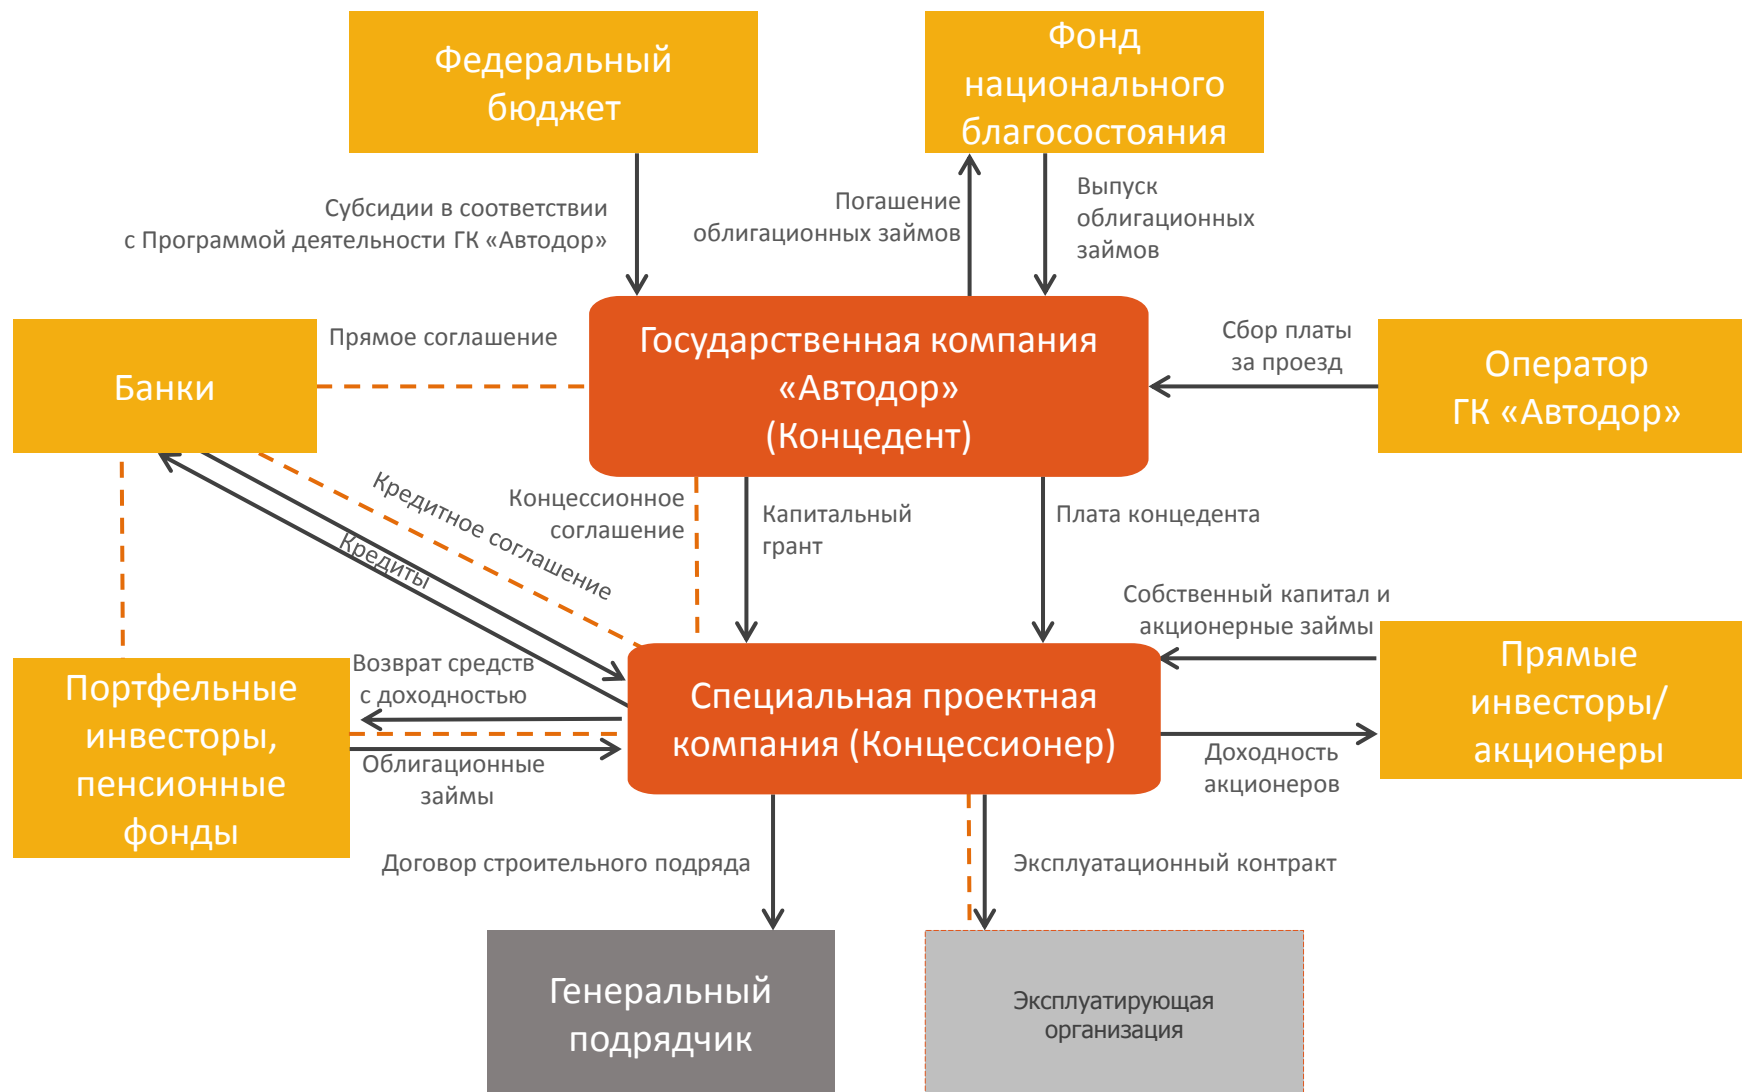 Федеральный
бюджет
Фонд
национального
благосостояния
Субсидии в соответствии
с Программой деятельности ГК «Автодор»
Погашение
облигационных займов
Выпуск
облигационных
займов
Банки
Прямое соглашение
Государственная компания
«Автодор»
(Концедент)
Сбор платы
за проезд
Оператор
ГК «Автодор»
Кредитное соглашение
Кредиты
Концессионное
соглашение
Капитальный
грант
Плата концедента
Собственный капитал и
акционерные займы
Портфельные
инвесторы,
пенсионные
фонды
Возврат средств
с доходностью
Облигационные
займы
Специальная проектная
компания (Концессионер)
Доходность
акционеров
Прямые
инвесторы/
акционеры
Договор строительного подряда
Эксплуатационный контракт
Генеральный
подрядчик
Эксплуатирующая
организация